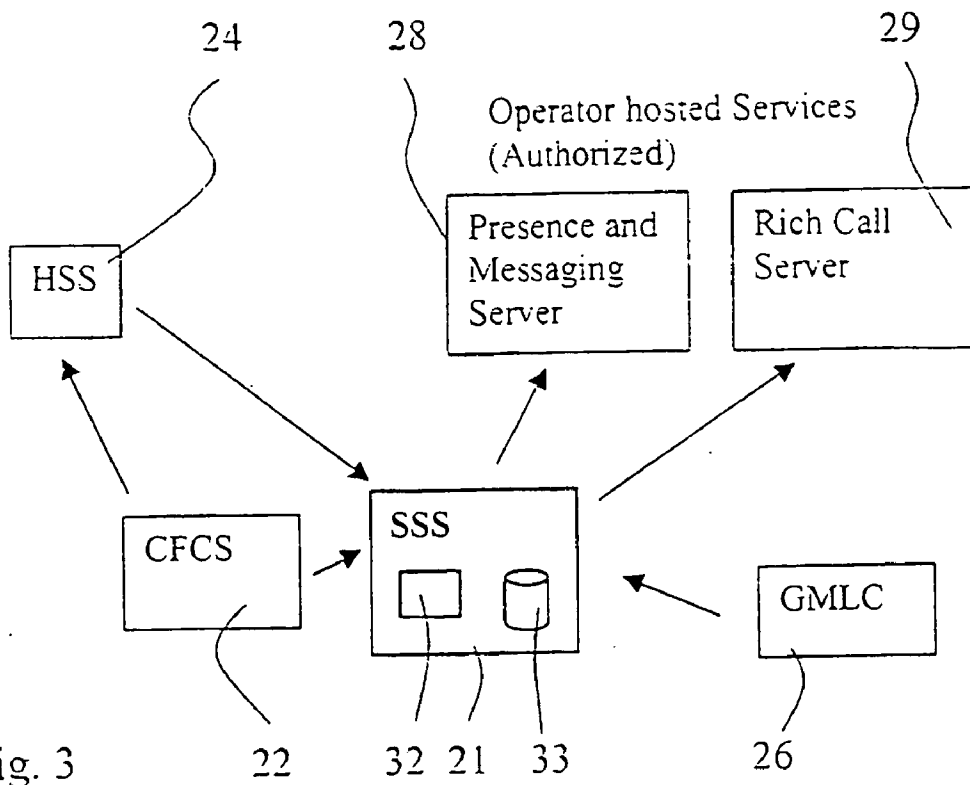 24
28
29
Operator hosted Services
(Authorized)
HSS
Presence and
Messaging
Server
Rich Call
Server
CFCS
SSS
GMLC
22
32
21
33
26
ig. 3